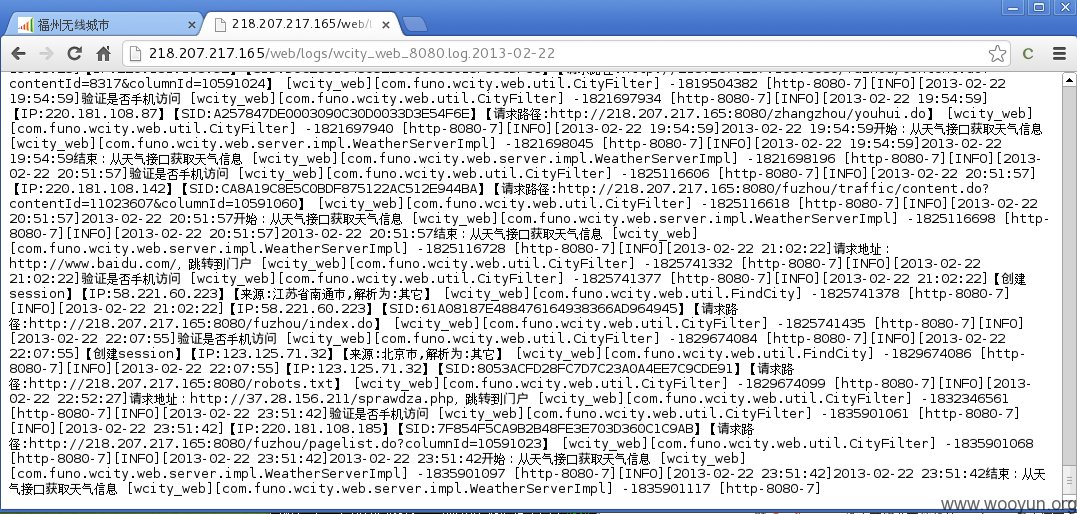 福州无线城市
218.207.217.165/web/l
218.207.217.165/web/logs/wcity_web_8080.log.2013-02-22
contentId=8317&columnId=10591024】 [wcity_web][com.funo.wcity.web.util.CityFilter] -1819504382 [http-8080-7][INFO][2013-02-22
19:54:59]验证是否手机访问 [wcity_web][com.funo.wcity.web.util.CityFilter] -1821697934 [http-8080-7][INFO][2013-02-22 19:54:59]
【IP:220.181.108.87】【SID:A257847DE0003090C30D0033D3E54F6E】【请求路径:http://218.207.217.165:8080/zhangzhou/youhui.do】 [wcity_web]
[com.funo.wcity.web.util.CityFilter] -1821697940 [http-8080-7][INFO][2013-02-22 19:54:59]2013-02-22 19:54:59开始：从天气接口获取天气信息
[wcity_web][com.funo.wcity.web.server.impl.WeatherServerImpl] -1821698045 [http-8080-7][INFO][2013-02-22 19:54:59]2013-02-22
19:54:59结束：从天气接口获取天气信息 [wcity_web][com.funo.wcity.web.server.impl.WeatherServerImpl] -1821698196 [http-8080-7][INFO][2013-
02-22 20:51:57]验证是否手机访问 [wcity_web][com.funo.wcity.web.util.CityFilter] -1825116606 [http-8080-7][INFO][2013-02-22 20:51:57]
【IP:220.181.108.142】【SID:CA8A19C8E5C0BDF875122AC512E944BA】【请求路径:http://218.207.217.165:8080/fuzhou/traffic/content.do?
contentId=11023607&columnId=10591060】 [wcity_web][com.funo.wcity.web.util.CityFilter] -1825116618 [http-8080-7][INFO][2013-02-22
20:51:57]2013-02-22 20:51:57开始：从天气接口获取天气信息 [wcity_web][com.funo.wcity.web.server.impl.WeatherServerImpl] -1825116698 [http-
8080-7][INFO][2013-02-22 20:51:57]2013-02-22 20:51:57结束：从天气接口获取天气信息 [wcity_web]
[com.funo.wcity.web.server.impl.WeatherServerImpl] -1825116728 [http-8080-7][INFO][2013-02-22 21:02:22]请求地址：
http://www.baidu.com/, 跳转到门户 [wcity_web][com.funo.wcity.web.util.CityFilter] -1825741332 [http-8080-7][INFO][2013-02-22
21:02:22]验证是否手机访问 [wcity_web][com.funo.wcity.web.util.CityFilter] -1825741377 [http-8080-7][INFO][2013-02-22 21:02:22]【创建
session】【IP:58.221.60.223】【来源:江苏省南通市,解析为:其它】 [wcity_web][com.funo.wcity.web.util.FindCity] -1825741378 [http-8080-7]
[INFO][2013-02-22 21:02:22]【IP:58.221.60.223】【SID:61A08187E488476164938366AD964945】【请求路
径:http://218.207.217.165:8080/fuzhou/index.do】 [wcity_web][com.funo.wcity.web.util.CityFilter] -1825741435 [http-8080-7][INFO]
[2013-02-22 22:07:55]验证是否手机访问 [wcity_web][com.funo.wcity.web.util.CityFilter] -1829674084 [http-8080-7][INFO][2013-02-22
22:07:55]【创建session】【IP:123.125.71.32】【来源:北京市,解析为:其它】 [wcity_web][com.funo.wcity.web.util.FindCity] -1829674086 [http-
8080-7][INFO][2013-02-22 22:07:55]【IP:123.125.71.32】【SID:8053ACFD28FC7D7C23A0A4EE7C9CDE91】【请求路
径:http://218.207.217.165:8080/robots.txt】 [wcity_web][com.funo.wcity.web.util.CityFilter] -1829674099 [http-8080-7][INFO][2013-
02-22 22:52:27]请求地址：http://37.28.156.211/sprawdza.php, 跳转到门户 [wcity_web][com.funo.wcity.web.util.CityFilter] -1832346561
[http-8080-7][INFO][2013-02-22 23:51:42]验证是否手机访问 [wcity_web][com.funo.wcity.web.util.CityFilter] -1835901061 [http-8080-7]
[INFO][2013-02-22 23:51:42]【IP:220.181.108.185】【SID:7F854F5CA9B2B48FE3E703D360C1C9AB】【请求路
径:http://218.207.217.165:8080/fuzhou/pagelist.do?columnId=10591023】 [wcity_web][com.funo.wcity.web.util.CityFilter] -1835901068
[http-8080-7][INFO][2013-02-22 23:51:42]2013-02-22 23:51:42开始：从天气接口获取天气信息 [wcity_web]
[com.funo.wcity.web.server.impl.WeatherServerImpl] -1835901097 [http-8080-7][INFO][2013-02-22 23:51:42]2013-02-22 23:51:42结束：从天
气接口获取天气信息 [wcity_web][com.funo.wcity.web.server.impl.WeatherServerImpl] -1835901117 [http-8080-7]
www.wooyun.org